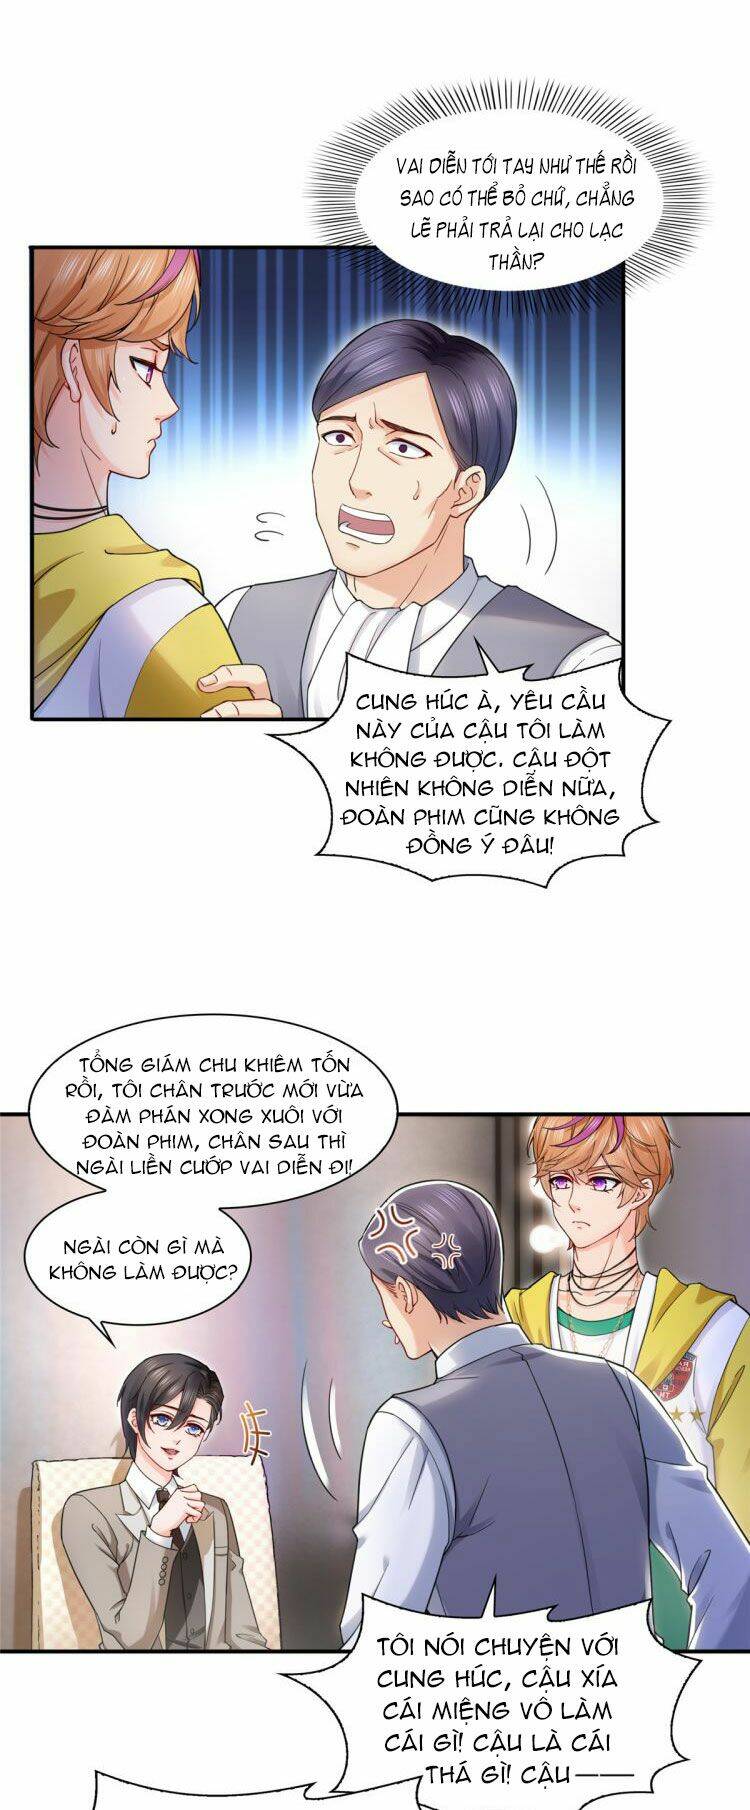 VAI DIỄN TỚI TAY NHƯ THẾ RỒI
SAO CÓ THỂ BỎ CHỨ, CHẲNG
LẼ PHẢI TRẢ LẠI CHO LẠC
THẦN?
CUNG HÚC À, YÊU CẦU
NÀY CỦA CẬU TÔI LÀM
KHÔNG ĐƯỢC. CẬU ĐỘT
NHIÊN KHÔNG DIỄN NỮA,
ĐOÀN PHIM CŨNG KHÔNG
ĐỒNG Ý ĐÂU!
TỔNG GIÁM CHU KHIÊM TỐN
RỒI, TÔI CHÂN TRƯỚC MỚI VỪA
ĐÀM PHÁN XONG XUÔI VỚI
ĐOÀN PHIM, CHÂN SAU THÌ
NGÀI LIỀN CƯỚP VAI DIỄN ĐI!
NGÀI CÒN GÌ MÀ
KHÔNG LÀM ĐƯỢC?
TÔI NÓI CHUYỆN VỚI
CUNG HÚC, CẬU XÍA
CÁI MIỆNG VÔ LÀM
CÁI GÌ! CẬU LÀ CÁI
THÁ GÌ! CẬU——